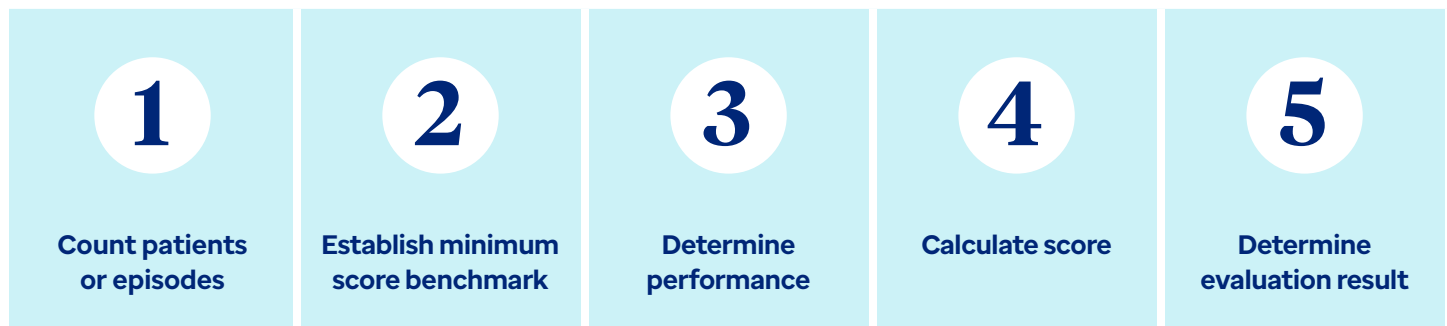 1
Count patients
or episodes
2
Establish minimum
score benchmark
3
Determine
performance
4
Calculate score
5
Determine
evaluation result